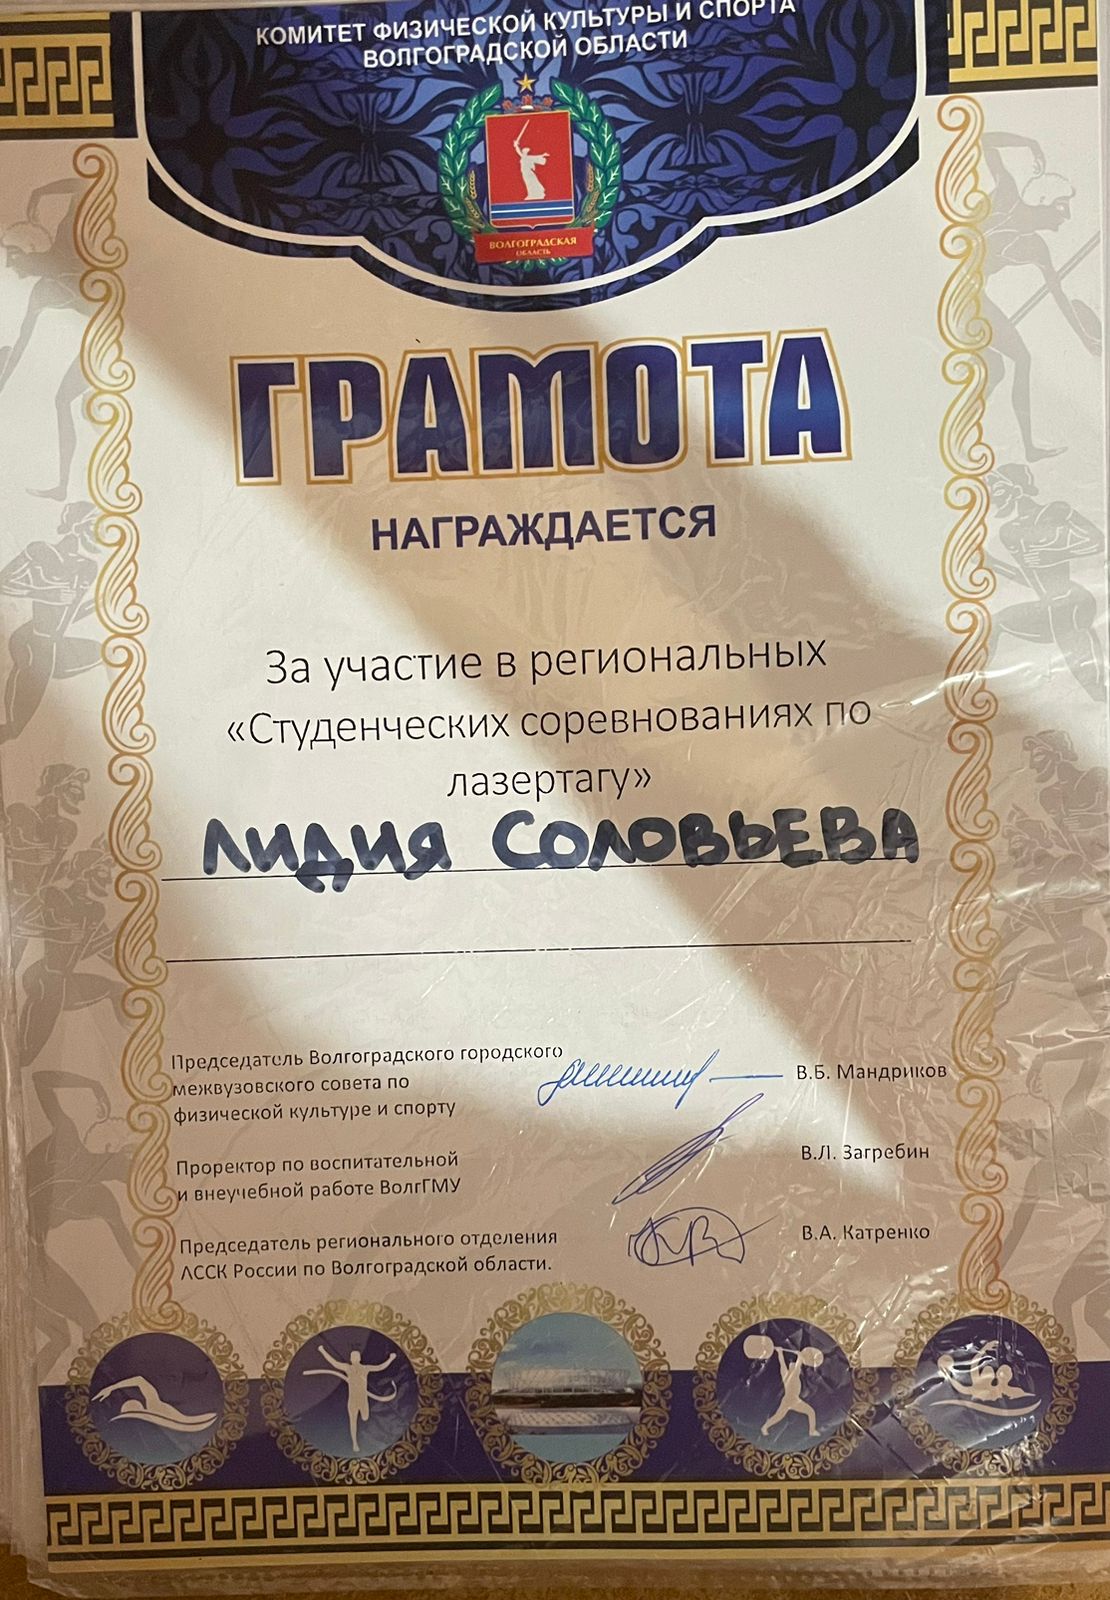 КОМИТЕТ ФИЗИЧЕСКОЙ КУЛЬТУРЫ И СПОРТА
ВОЛГОГРАДСКОЙ ОБЛАСТИ
ВОЛГОГРАДСКАЯ
ОБЛАСТЬ
ГРАМОТА
НАГРАЖДАЕТСЯ
За участие в региональных
«Студенческих соревнованиях по
лазертагу»
ЛИДИЯ СОЛОВЬЕВА
Председатель Волгоградского городского
межвузовского совета по
физической культуре и спорту
В.Б. Мандриков
Проректор по воспитательной
и внеучебной работе ВолгГМУ
В.Л. Загребин
Председатель регионального отделения
АССК России по Волгоградской области.
В.А. Катренко